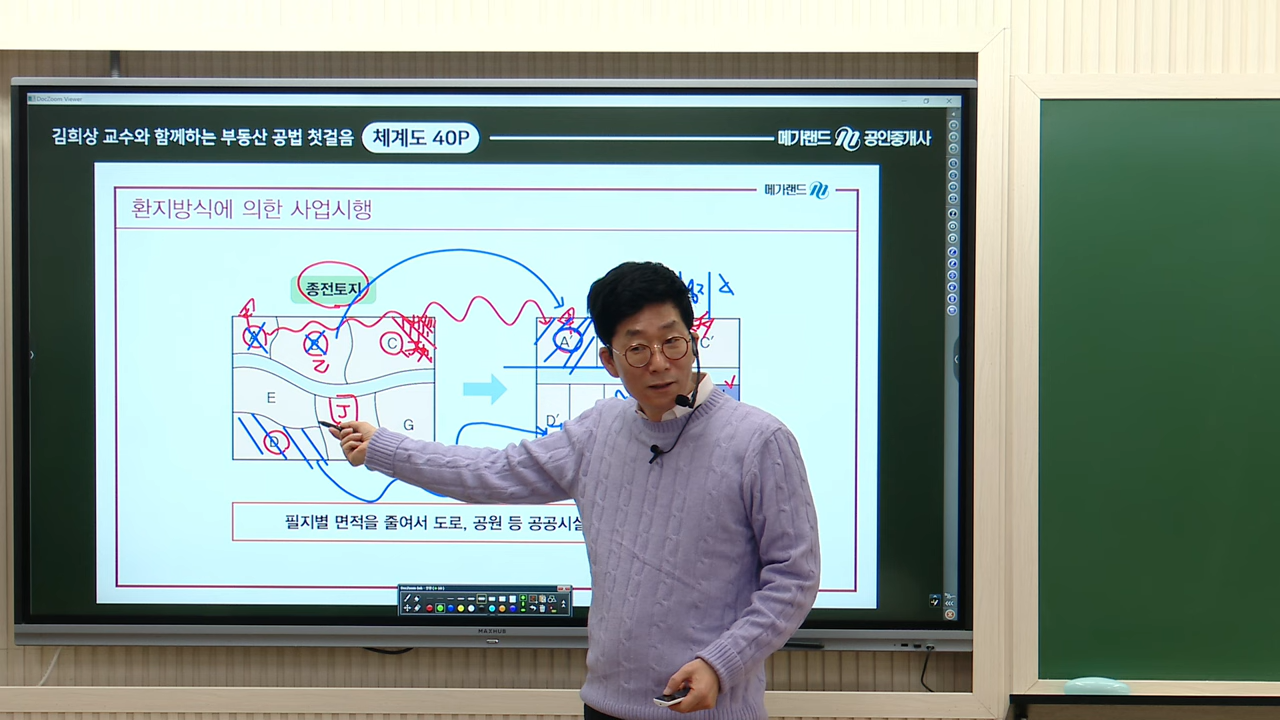 DocZoom Viewer
김희상 교수와 함께하는 부동산 공법 첫걸음 체계도 40P 메가랜드 공인중개사
메가랜드
환지방식에 의한 사업시행
종전토지
A B C
A' C'
E J G
D
D'
필지별 면적을 줄여서 도로, 공원 등 공공시설
MAXHUB